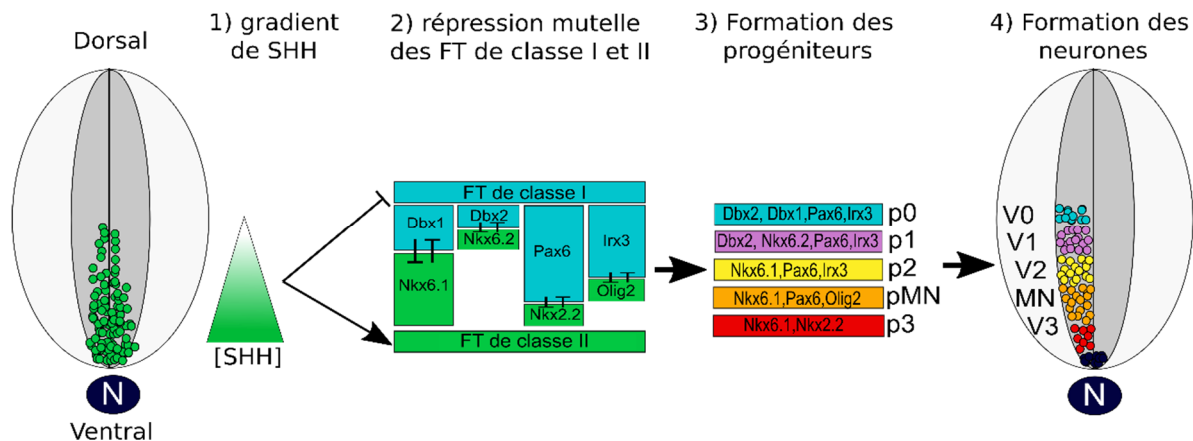 1) gradient
de SHH
2) répression mutelle
des FT de classe I et II
3) Formation des
progéniteurs
4) Formation des
neurones
Dorsal
N
Ventral
[SHH]
FT de classe I
Dbx1
Nkx6.1
Dbx2
Nkx6.2
Pax6
Nkx2.2
Irx3
Olig2
FT de classe II
Dbx2, Dbx1,Pax6,Irx3 p0
Dbx2, Nkx6.2,Pax6,Irx3 p1
Nkx6.1,Pax6,Irx3 p2
Nkx6.1,Pax6,Olig2 pMN
Nkx6.1,Nkx2.2 p3
V0
V1
V2
MN
V3
N